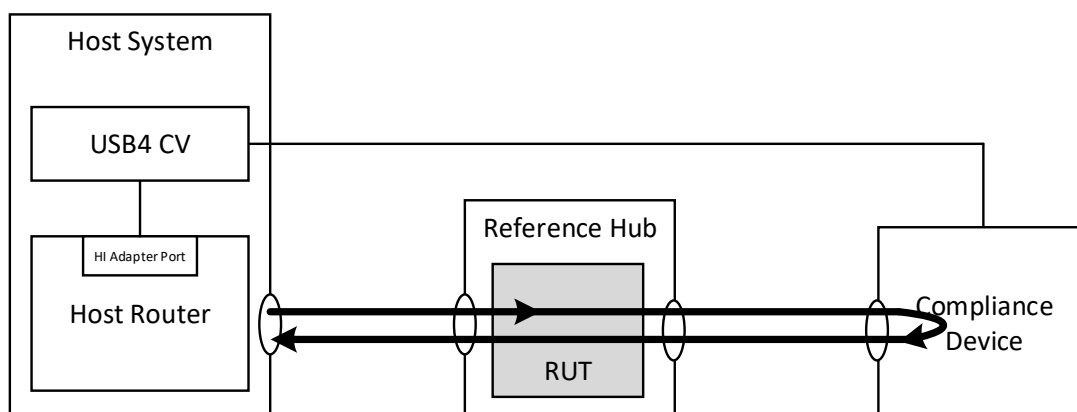 Host System
USB4 CV
HI Adapter Port
Host Router
Reference Hub
RUT
Compliance
Device